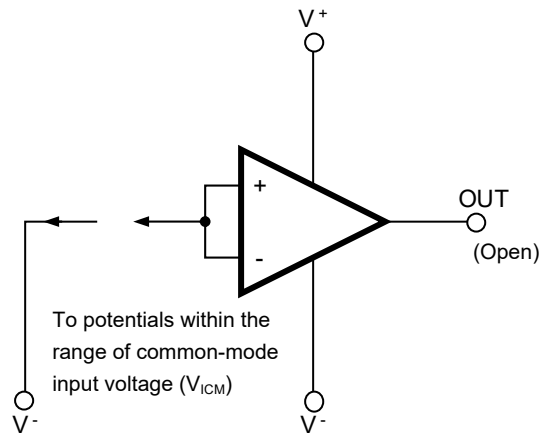 V+
+
-
OUT
(Open)
To potentials within the
range of common-mode
input voltage (VICM)
V-
V-